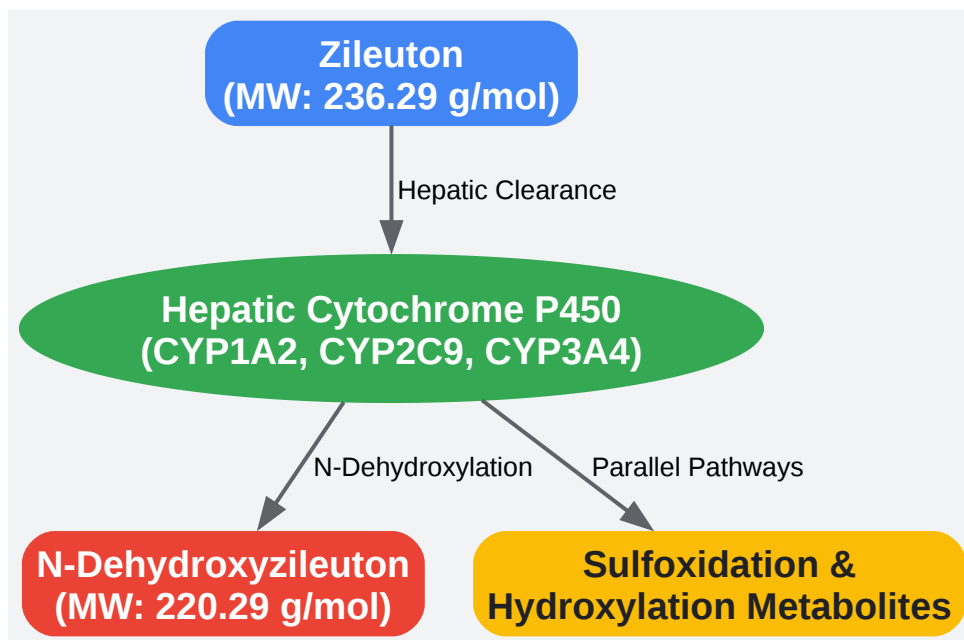 Zileuton
(MW: 236.29 g/mol)
Hepatic Clearance
Hepatic Cytochrome P450
(CYP1A2, CYP2C9, CYP3A4)
N-Dehydroxylation
Parallel Pathways
N-Dehydroxyzileuton
(MW: 220.29 g/mol)
Sulfoxidation &
Hydroxylation Metabolites